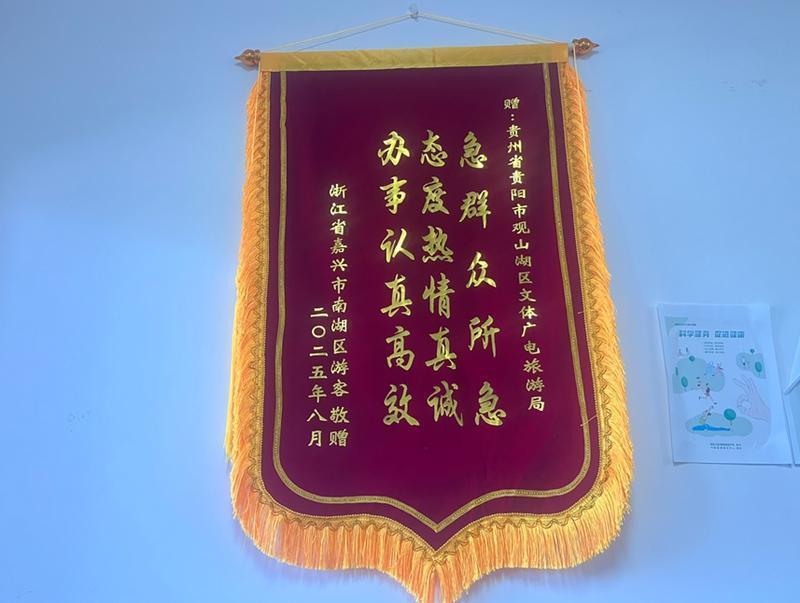 赠：贵州省贵阳市观山湖区文体广电旅游局
急群众所急
态度热情真诚
办事认真高效
浙江省嘉兴市南湖区游客敬赠
二〇二五年八月
科学健身 促进健康